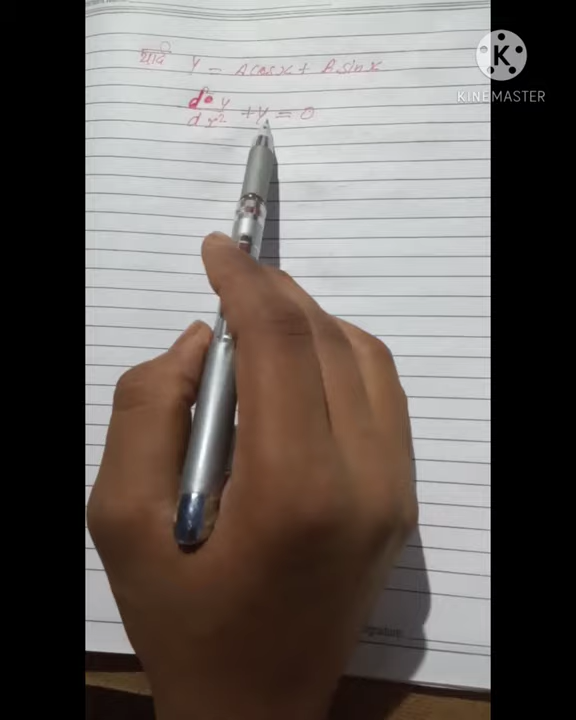 यदि y = A cos x + B sin x
d²y/dx² + y = 0
KINEMASTER